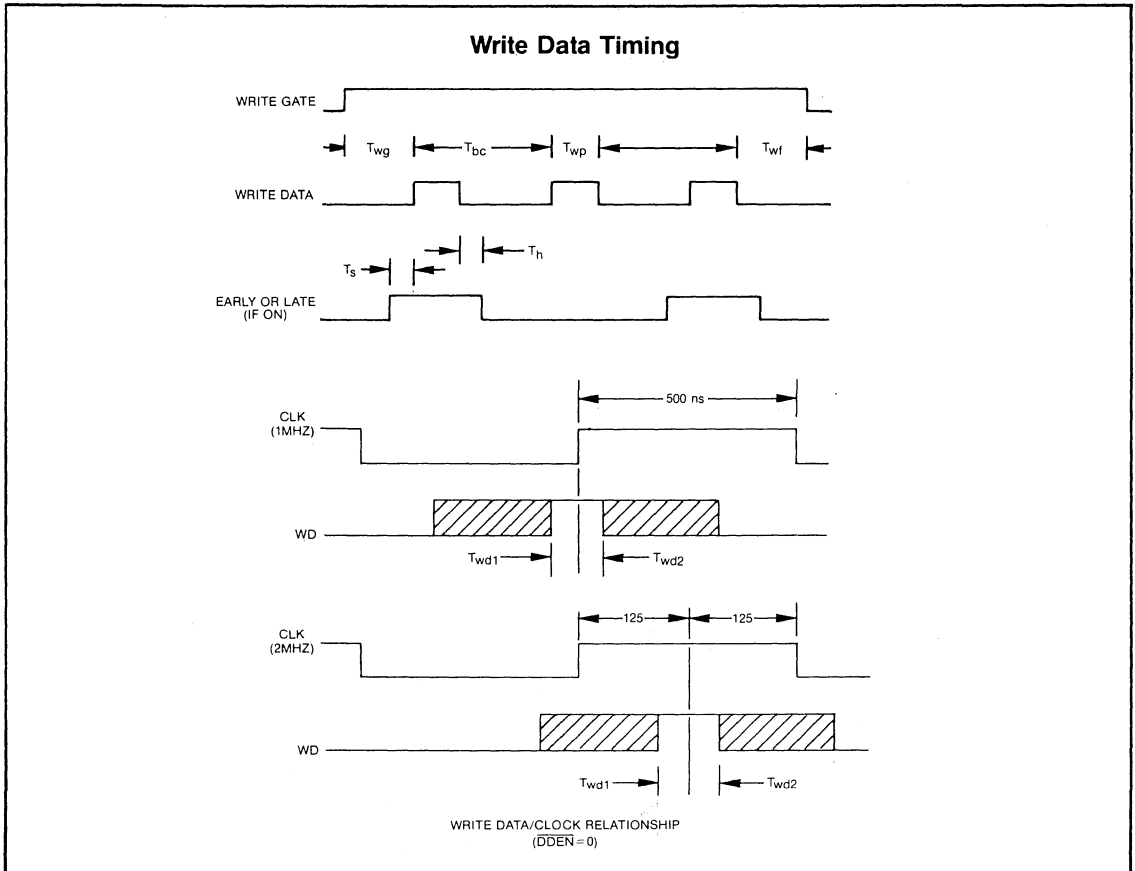 Write Data Timing
WRITE GATE
Twg Tbc Twp Twf
WRITE DATA
Th
Ts
EARLY OR LATE
(IF ON)
500 ns
CLK
(1MHZ)
WD
Twd1 Twd2
125 125
CLK
(2MHZ)
WD
Twd1 Twd2
WRITE DATA/CLOCK RELATIONSHIP
(D̅D̅E̅N̅=0)